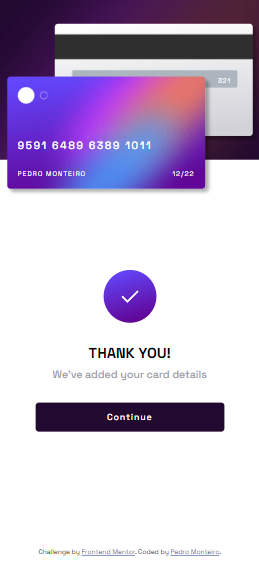 321
9591 6489 6389 1011
PEDRO MONTEIRO 12/22
THANK YOU!
We've added your card details
Continue
Challenge by Frontend Mentor. Coded by Pedro Monteiro.